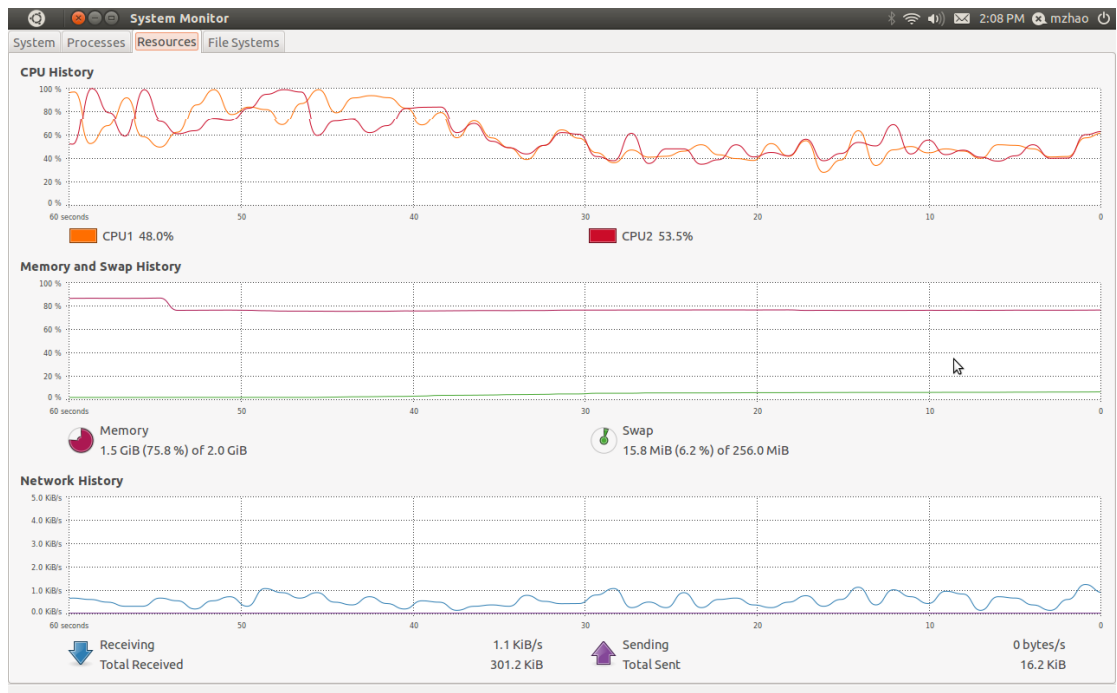 System Monitor 2:08 PM mzhao
System Processes Resources File Systems
CPU History
100 %
80 %
60 %
40 %
20 %
0 %
60 seconds 50 40 30 20 10 0
CPU1 48.0% CPU2 53.5%
Memory and Swap History
100 %
80 %
60 %
40 %
20 %
0 %
60 seconds 50 40 30 20 10 0
Memory Swap
1.5 GiB (75.8 %) of 2.0 GiB 15.8 MiB (6.2 %) of 256.0 MiB
Network History
5.0 KiB/s
4.0 KiB/s
3.0 KiB/s
2.0 KiB/s
1.0 KiB/s
0.0 KiB/s
60 seconds 50 40 30 20 10 0
Receiving 1.1 KiB/s Sending 0 bytes/s
Total Received 301.2 KiB Total Sent 16.2 KiB